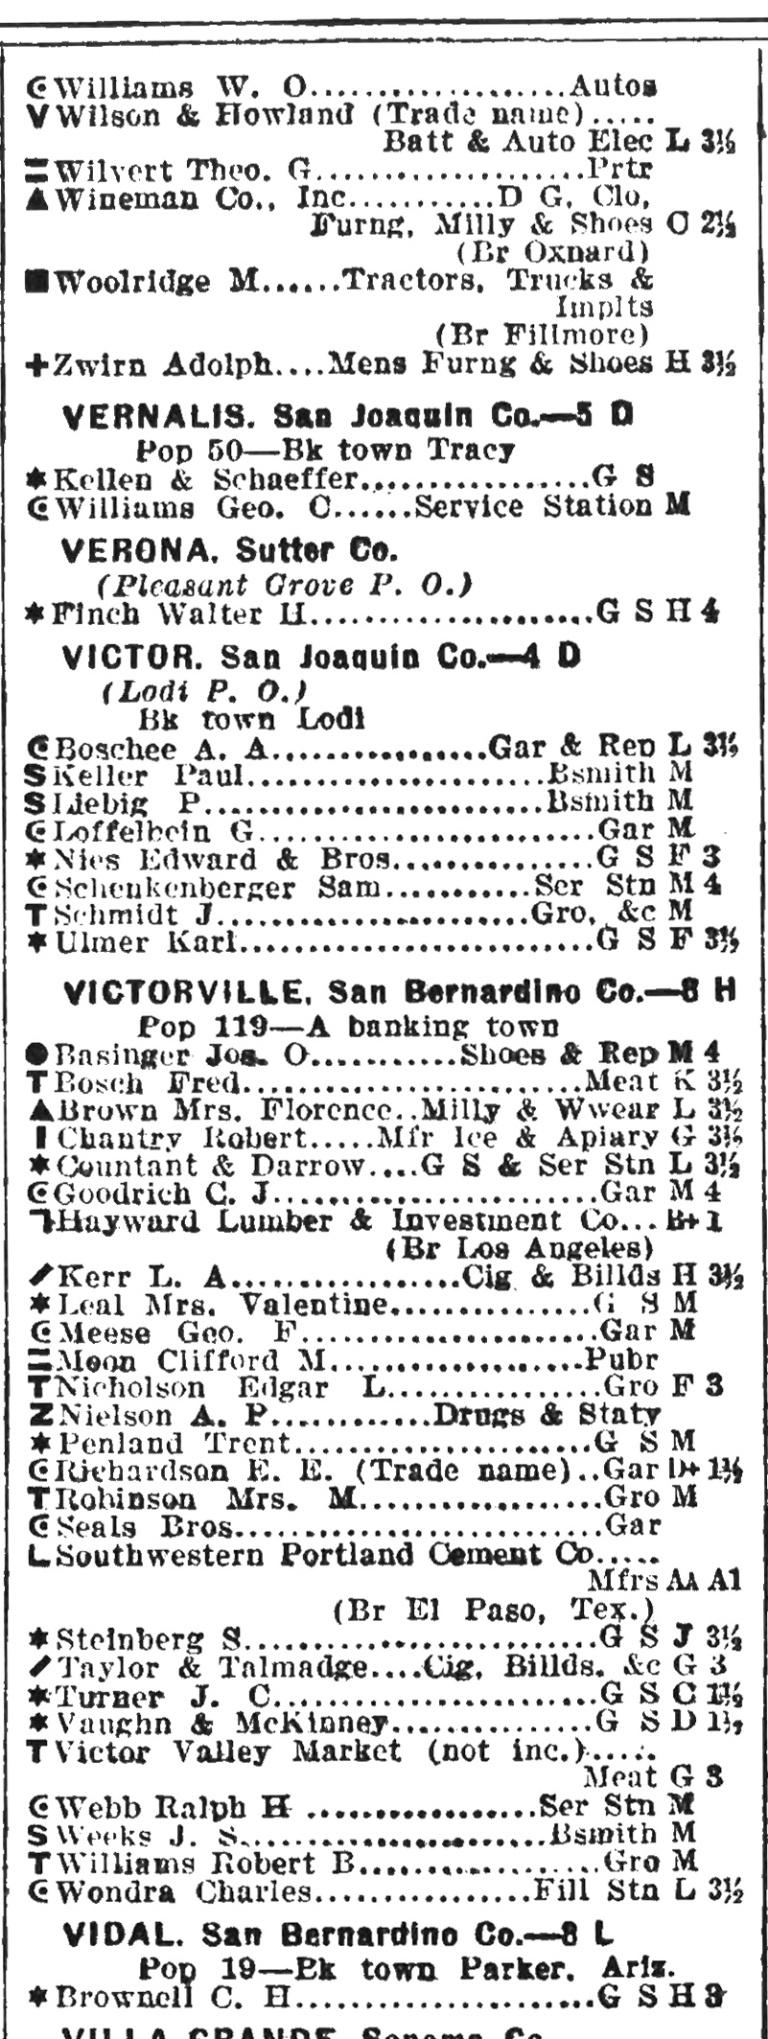 C Williams W. O...................Autos
V Wilson & Howland (Trade name).....
Batt & Auto Elec L 3½
= Wilvert Theo. G...................Prtr
▲ Wineman Co., Inc...........D G, Clo,
Furng, Milly & Shoes C 2½
(Br Oxnard)
■ Woolridge M......Tractors, Trucks &
Implts
(Br Fillmore)
+ Zwirn Adolph....Mens Furng & Shoes H 3½
VERNALIS, San Joaquin Co.—5 D
Pop 50—Bk town Tracy
* Kellen & Schaeffer.................G S
C Williams Geo. C......Service Station M
VERONA, Sutter Co.
(Pleasant Grove P. O.)
* Finch Walter H.....................G S H 4
VICTOR, San Joaquin Co.—4 D
(Lodi P. O.)
Bk town Lodi
C Boschee A. A.................Gar & Rep L 3½
S Keller Paul.....................Bsmith M
S Liebig P........................Bsmith M
C Loffelbein G........................Gar M
* Nies Edward & Bros...............G S F 3
C Schenkenberger Sam............Ser Stn M 4
T Schmidt J......................Gro, &c M
* Ulmer Karl.........................G S F 3½
VICTORVILLE, San Bernardino Co.—8 H
Pop 119—A banking town
● Basinger Jos. O...........Shoes & Rep M 4
T Bosch Fred........................Meat K 3½
▲ Brown Mrs. Florence..Milly & Wwear L 3½
Chantry Robert.....Mfr Ice & Apiary G 3½
* Countant & Darrow....G S & Ser Stn L 3½
C Goodrich C. J.......................Gar M 4
Hayward Lumber & Investment Co... B+ 1
(Br Los Angeles)
Kerr L. A..................Cig & Billds H 3½
* Leal Mrs. Valentine...............G S M
C Meese Geo. F......................Gar M
= Moon Clifford M..................Pubr
T Nicholson Edgar L................Gro F 3
Z Nielson A. P............Drugs & Staty
* Penland Trent......................G S M
C Richardson E. E. (Trade name)..Gar D+ 1½
T Robinson Mrs. M..................Gro M
C Seals Bros..........................Gar
L Southwestern Portland Cement Co.....
Mfrs AA A1
(Br El Paso, Tex.)
* Steinberg S.........................G S J 3½
Taylor & Talmadge....Cig, Billds, &c G 3
* Turner J. C.......................G S C 1½
* Vaughn & McKinney...............G S D 1½
T Victor Valley Market (not inc.).....
Meat G 3
C Webb Ralph H .................Ser Stn M
S Weeks J. S......................Bsmith M
T Williams Robert B.................Gro M
C Wondra Charles...............Fill Stn L 3½
VIDAL, San Bernardino Co.—8 L
Pop 19—Bk town Parker, Ariz.
* Brownell C. H.....................G S H 3
VILLA GRANDE, Sonoma Co.